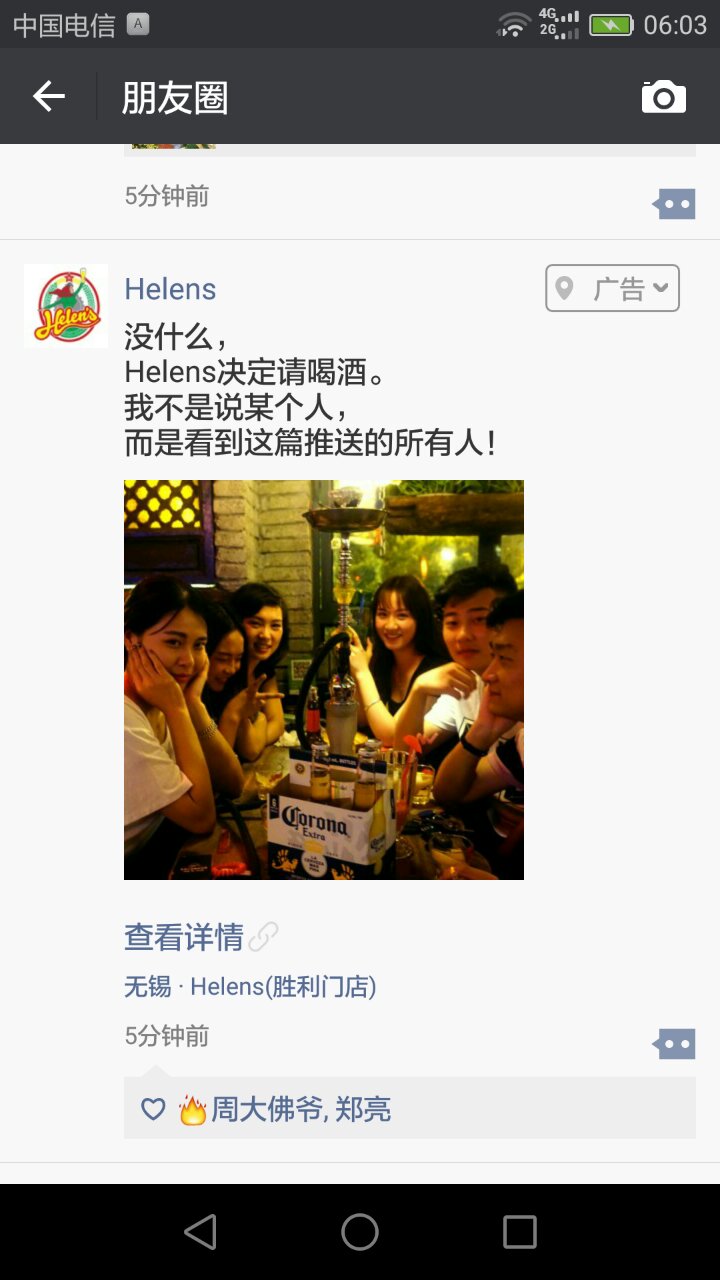 中国电信 A 4G 2G 06:03
朋友圈
5分钟前
Helen's
Helens
广告
没什么，
Helens决定请喝酒。
我不是说某个人，
而是看到这篇推送的所有人！
Corona
Extra
查看详情
无锡 · Helens(胜利门店)
5分钟前
周大佛爷, 郑亮